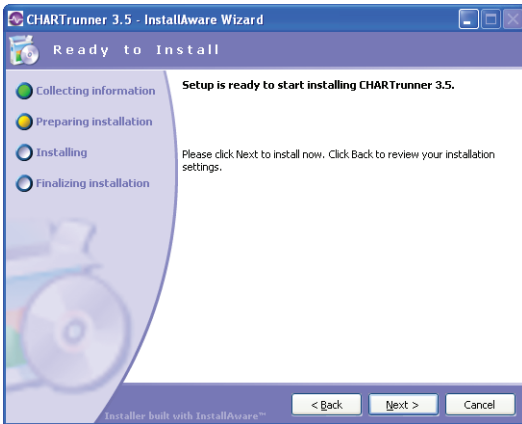 CHARTrunner 3.5 - InstallAware Wizard
Ready to Install
Collecting information
Preparing installation
Installing
Finalizing installation
Setup is ready to start installing CHARTrunner 3.5.
Please click Next to install now. Click Back to review your installation
settings.
Installer built with InstallAware™
< Back
Next >
Cancel